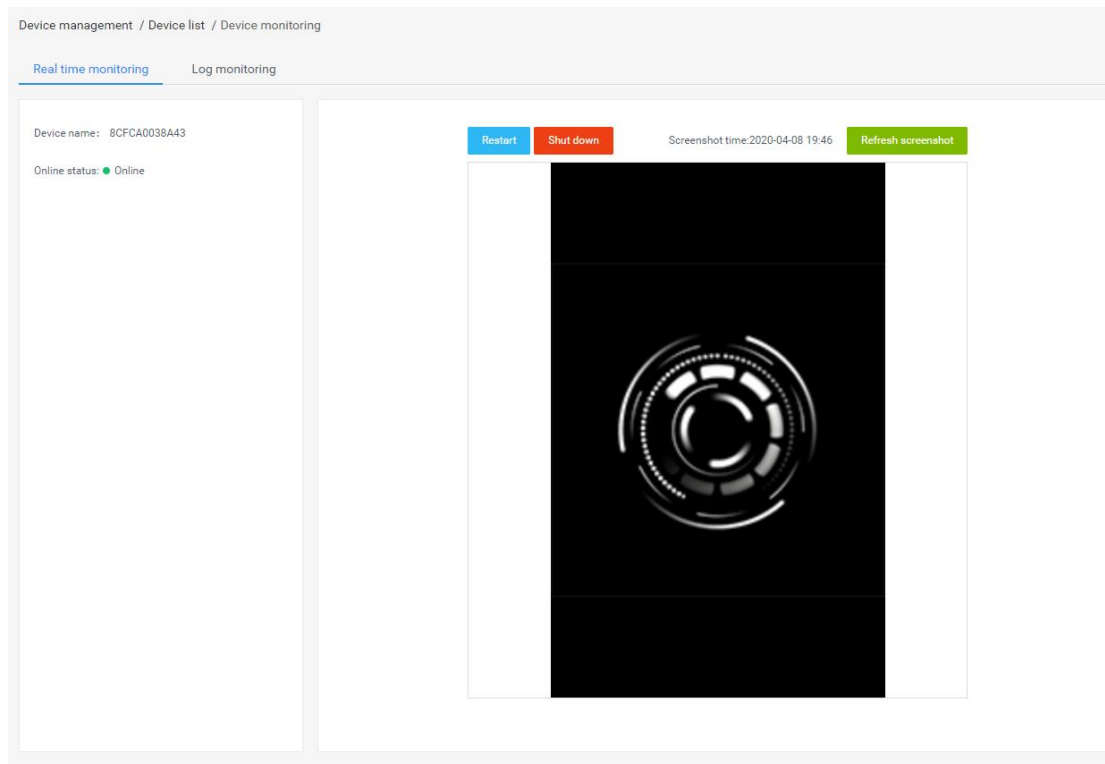 Device management / Device list / Device monitoring
Real time monitoring Log monitoring
Device name: 8CFCA0038A43
Online status: Online
Restart Shut down Screenshot time:2020-04-08 19:46 Refresh screenshot